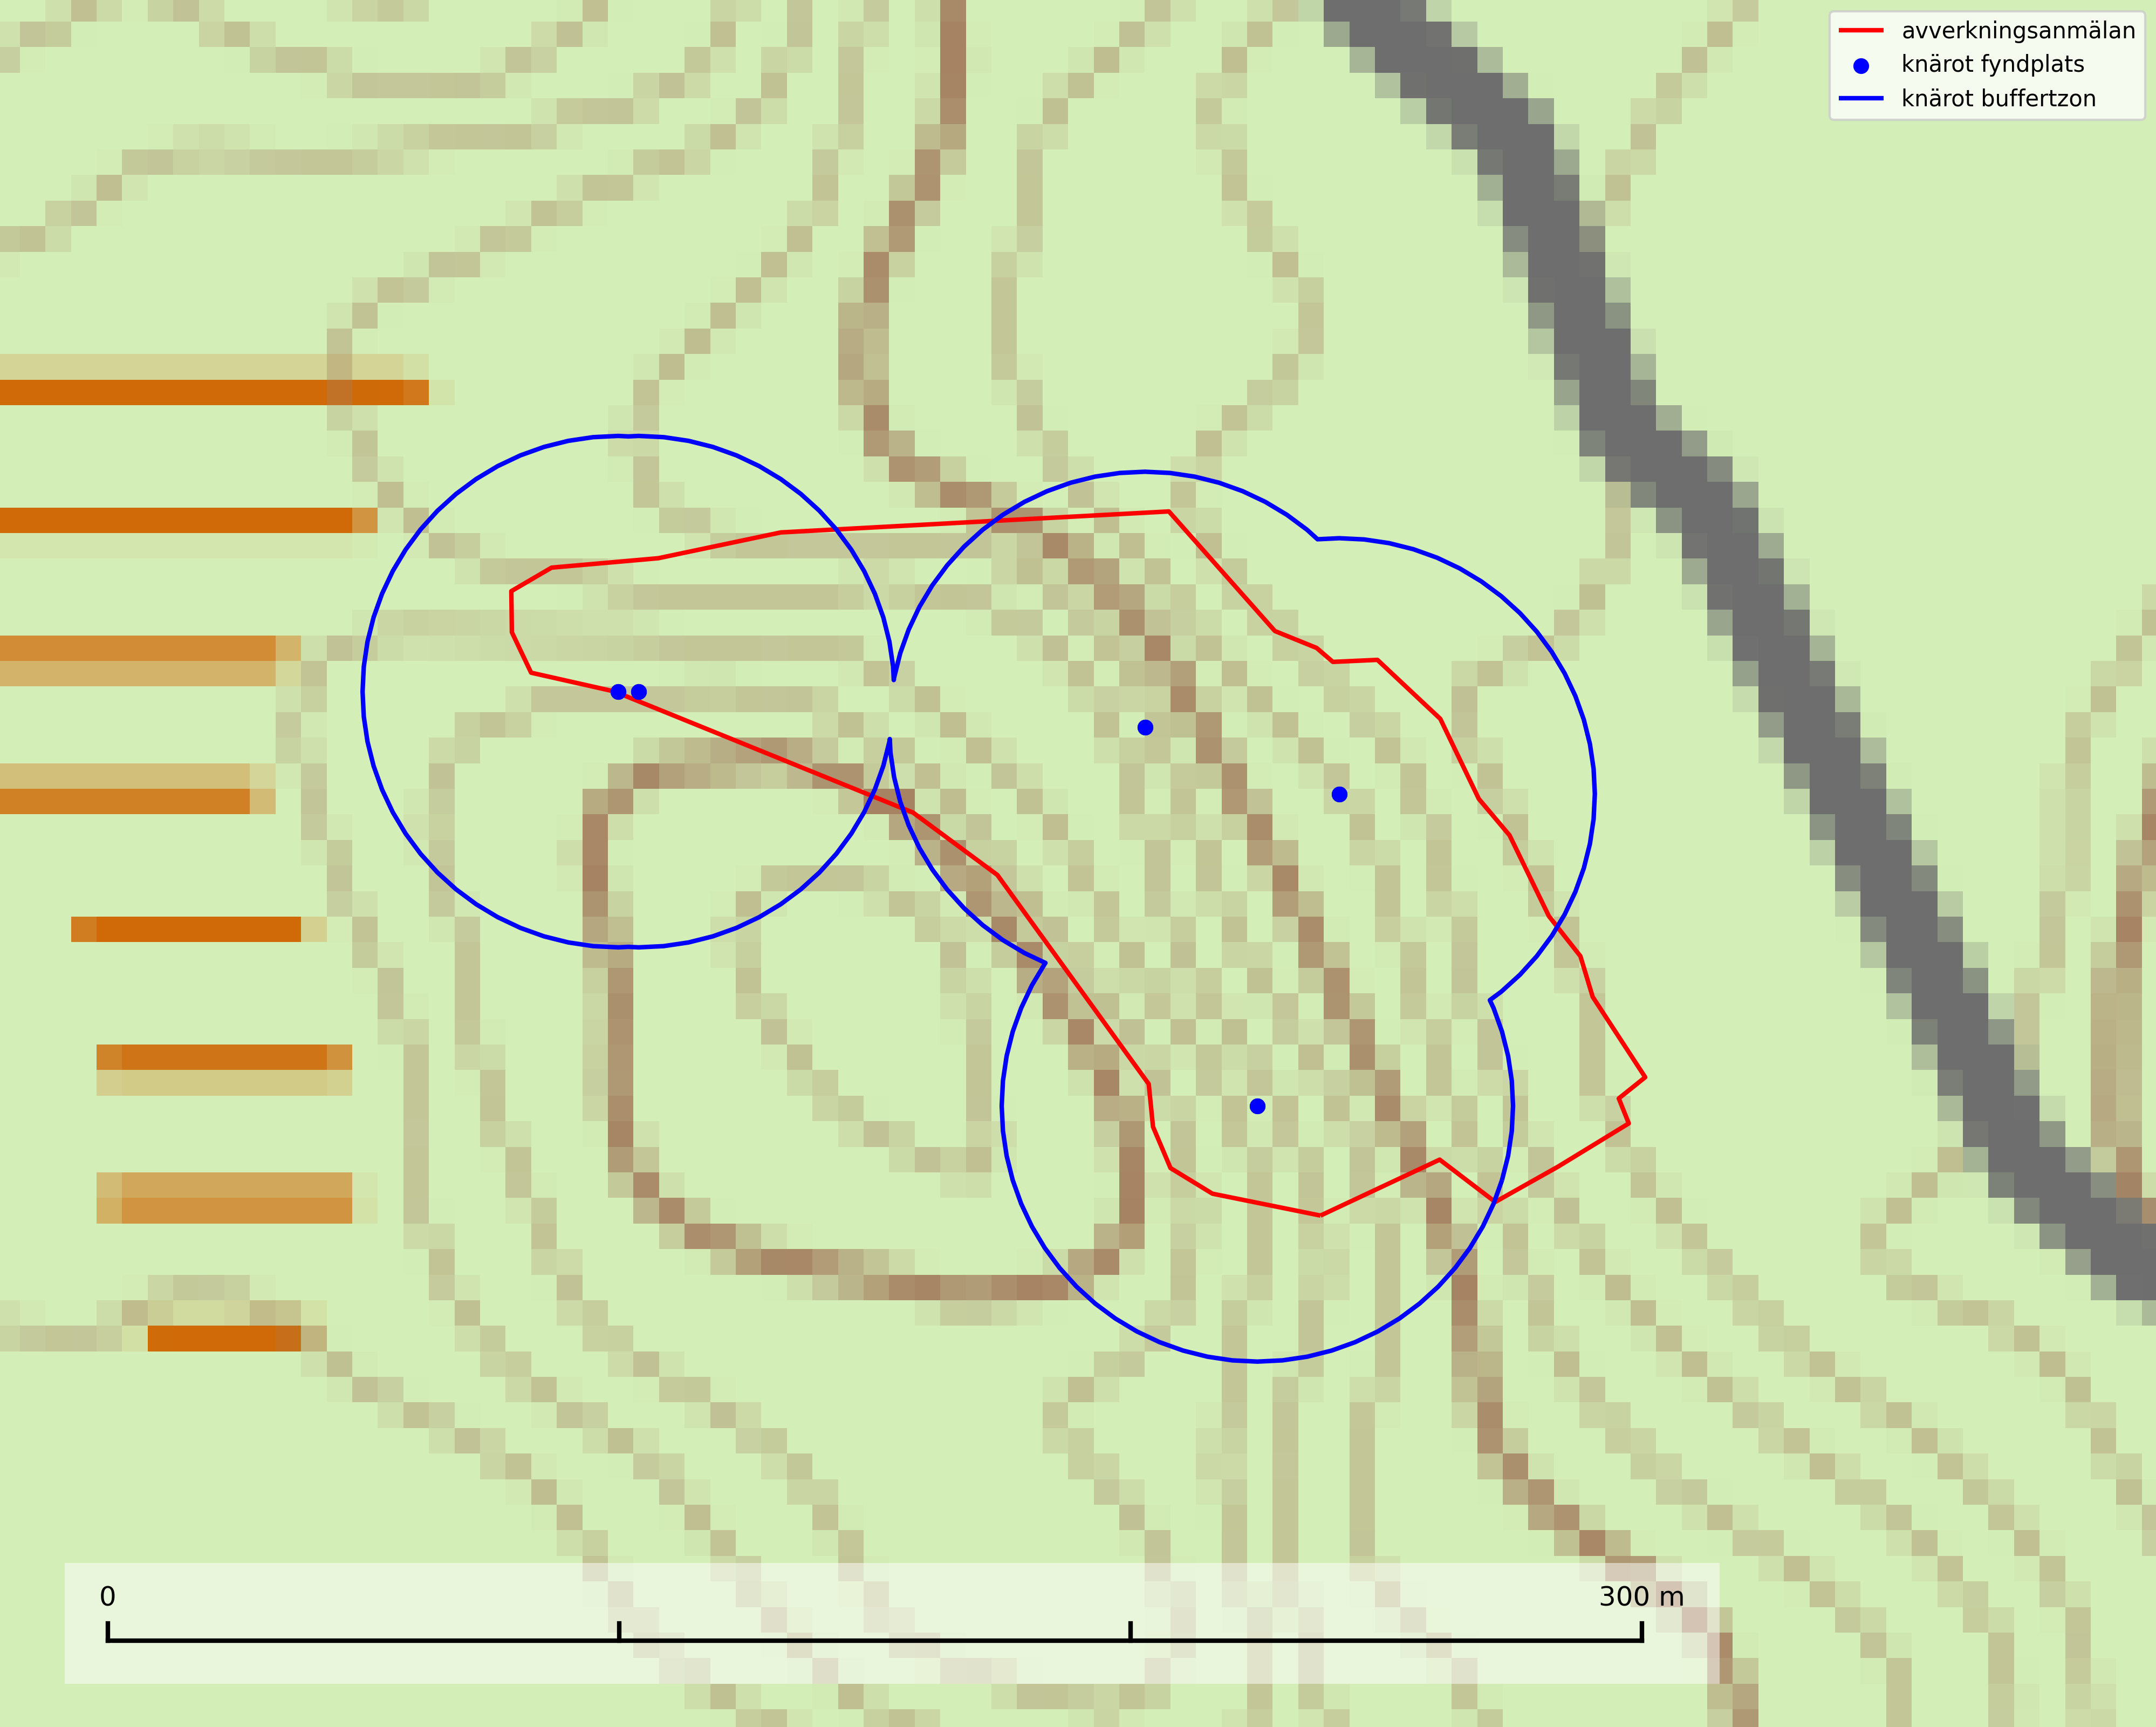 avverkningsanmälan
knärot fyndplats
knärot buffertzon
0 300 m